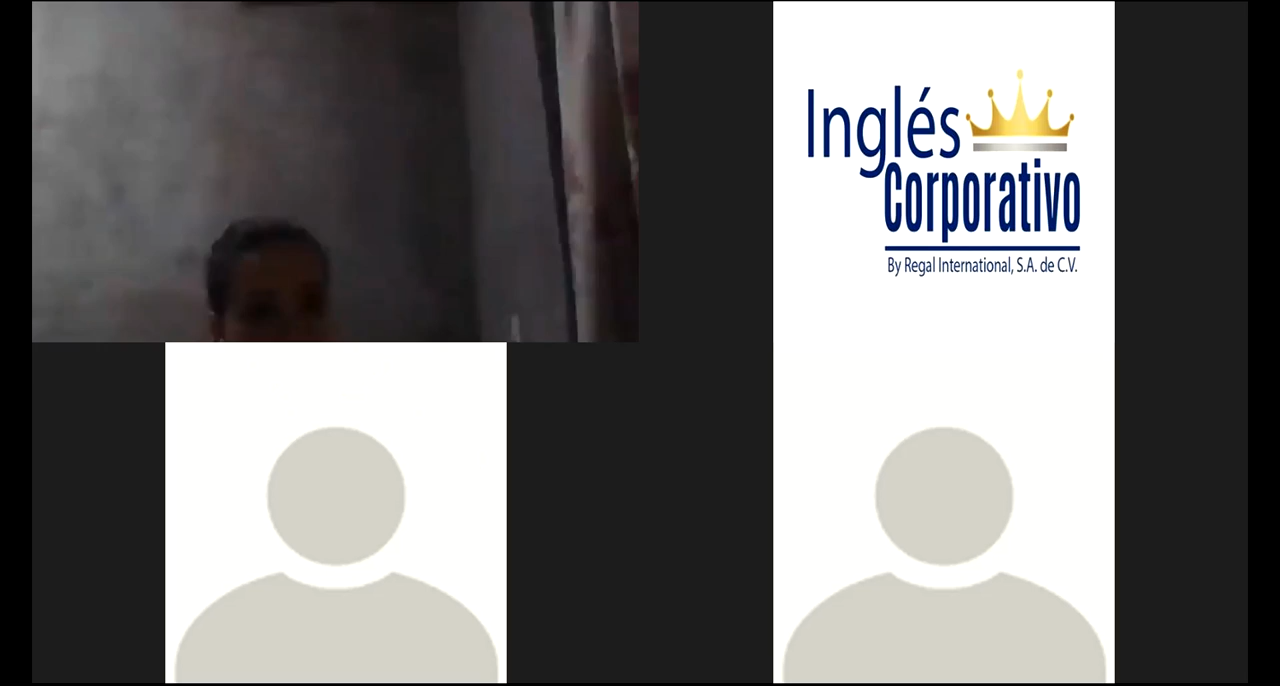 Inglés
Corporativo
By Regal International, S.A. de C.V.